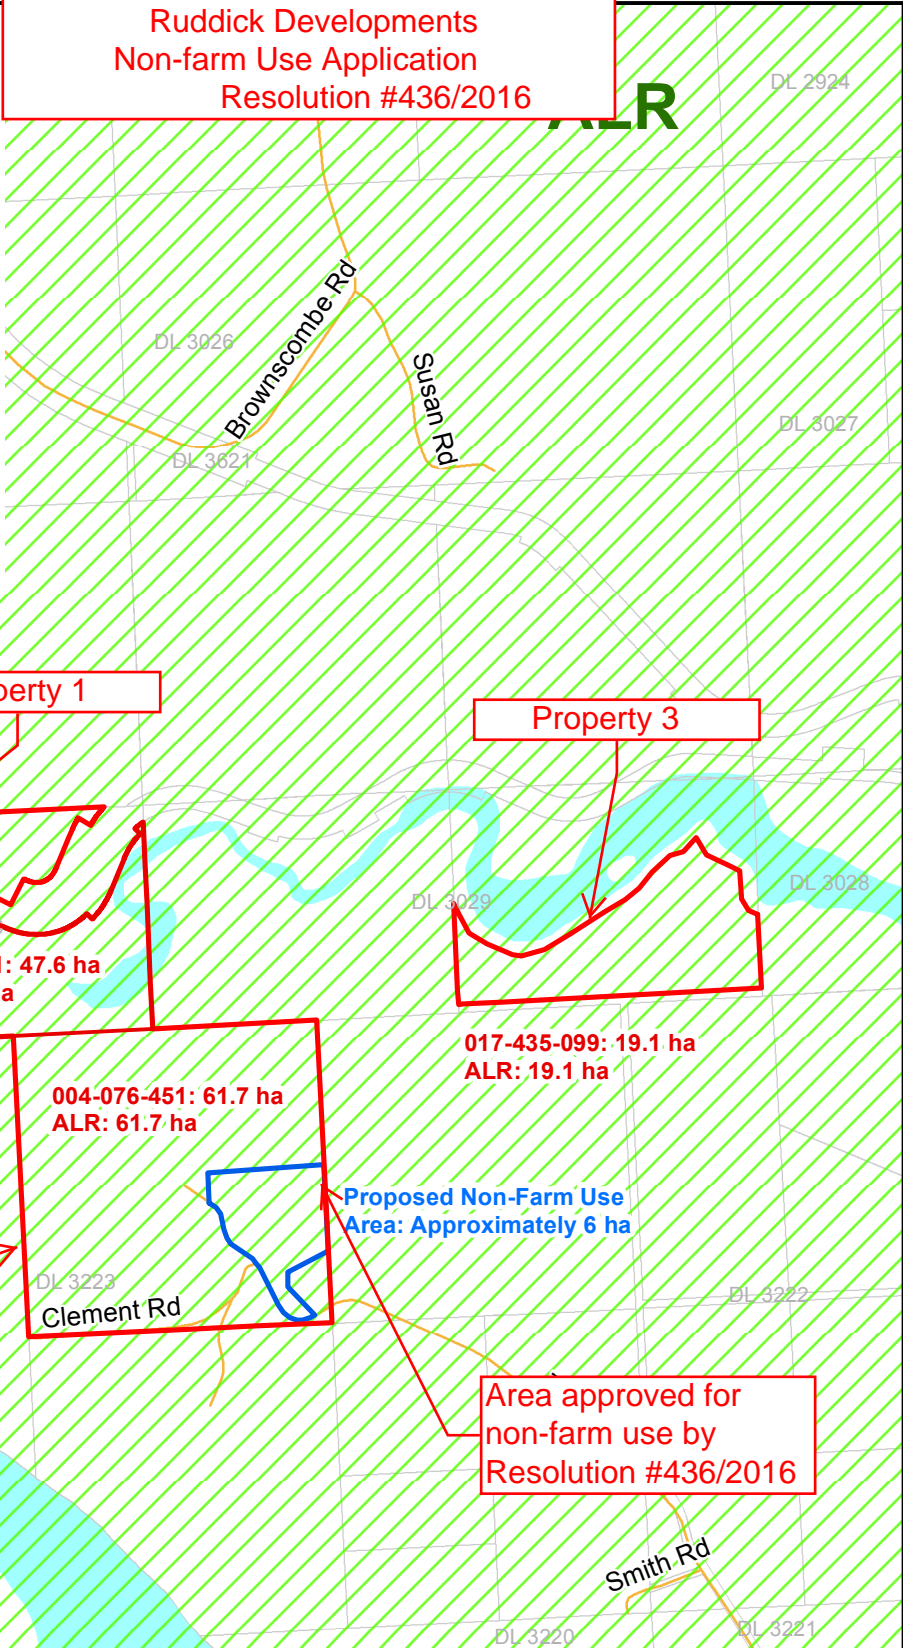 Ruddick Developments
Non-farm Use Application
Resolution #436/2016
ALR
DL 2924
Brownscombe Rd
DL 3026
Susan Rd
DL 3027
DL 3621
perty 1
Property 3
DL 3028
DL 3029
: 47.6 ha
a
017-435-099: 19.1 ha
ALR: 19.1 ha
004-076-451: 61.7 ha
ALR: 61.7 ha
Proposed Non-Farm Use
Area: Approximately 6 ha
DL 3223
Clement Rd
DL 3222
Area approved for
non-farm use by
Resolution #436/2016
Smith Rd
DL 3220
DL 3221